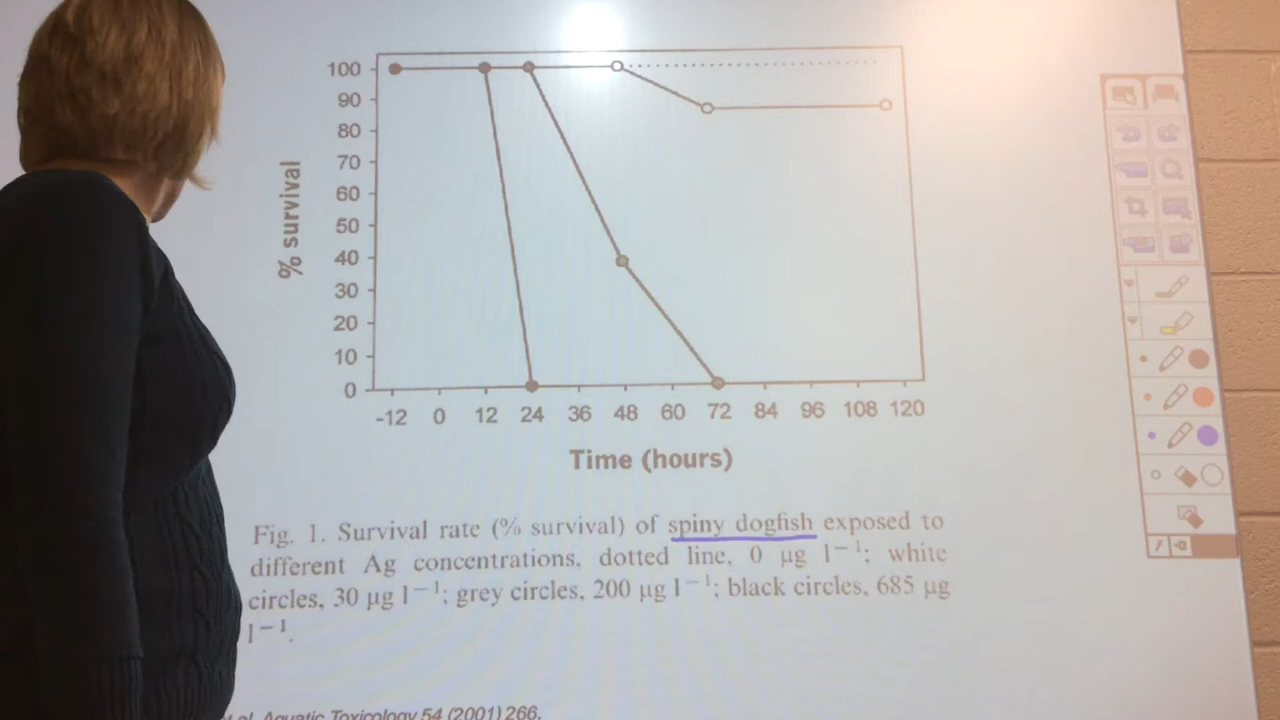 100
90
80
70
60
50
40
30
20
10
0
% survival
-12 0 12 24 36 48 60 72 84 96 108 120
Time (hours)
Fig. 1. Survival rate (% survival) of spiny dogfish exposed to
different Ag concentrations, dotted line, 0 μg l⁻¹; white
circles, 30 μg l⁻¹; grey circles, 200 μg l⁻¹; black circles, 685 μg
l⁻¹.
al, Aquatic Toxicology 54 (2001) 266.